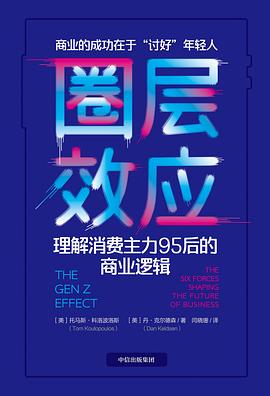 商业的成功在于“讨好”年轻人
圈层
效应
理解消费主力95后的
商业逻辑
THE
GEN Z
EFFECT
THE
SIX FORCES
SHAPING
THE FUTURE OF
BUSINESS
[美] 托马斯·科洛波洛斯 [美] 丹·克尔德森 / 著 闫晓珊 / 译
(Tom Koulopoulos) (Dan Keldsen)
中信出版集团